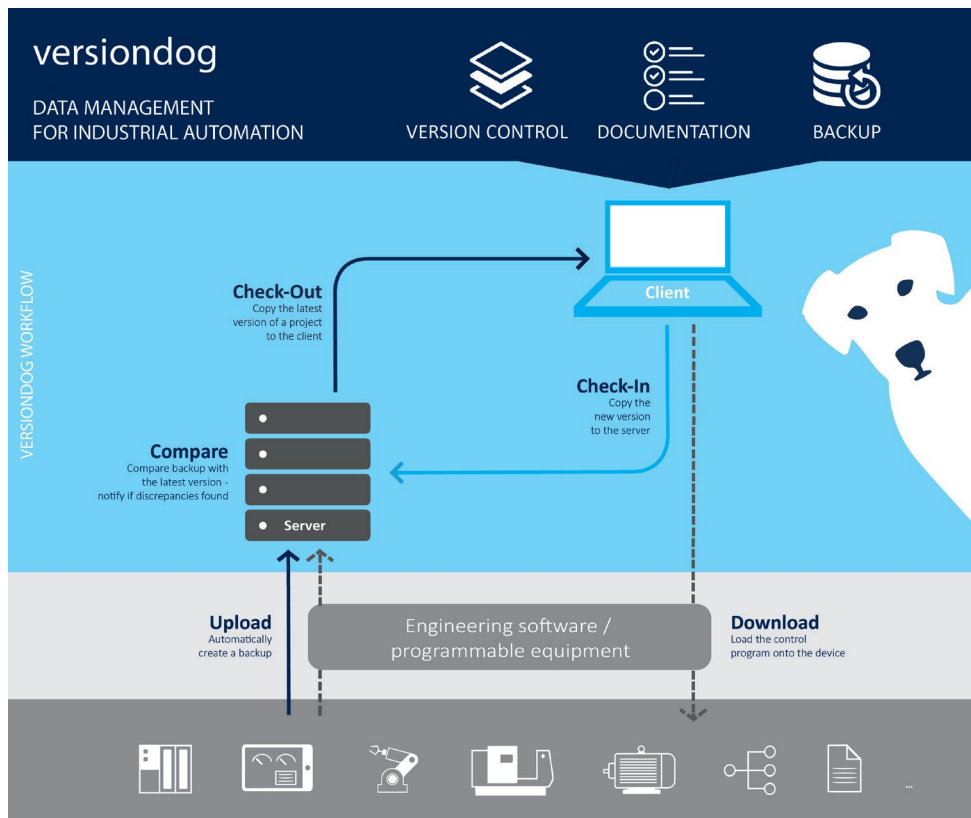 versiondog
DATA MANAGEMENT
FOR INDUSTRIAL AUTOMATION
VERSION CONTROL
DOCUMENTATION
BACKUP
VERSIONDOG WORKFLOW
Check-Out
Copy the latest
version of a project
to the client
Client
Check-In
Copy the
new version
to the server
Compare
Compare backup with
the latest version -
notify if discrepancies found
Server
Upload
Automatically
create a backup
Engineering software /
programmable equipment
Download
Load the control
program onto the device
...